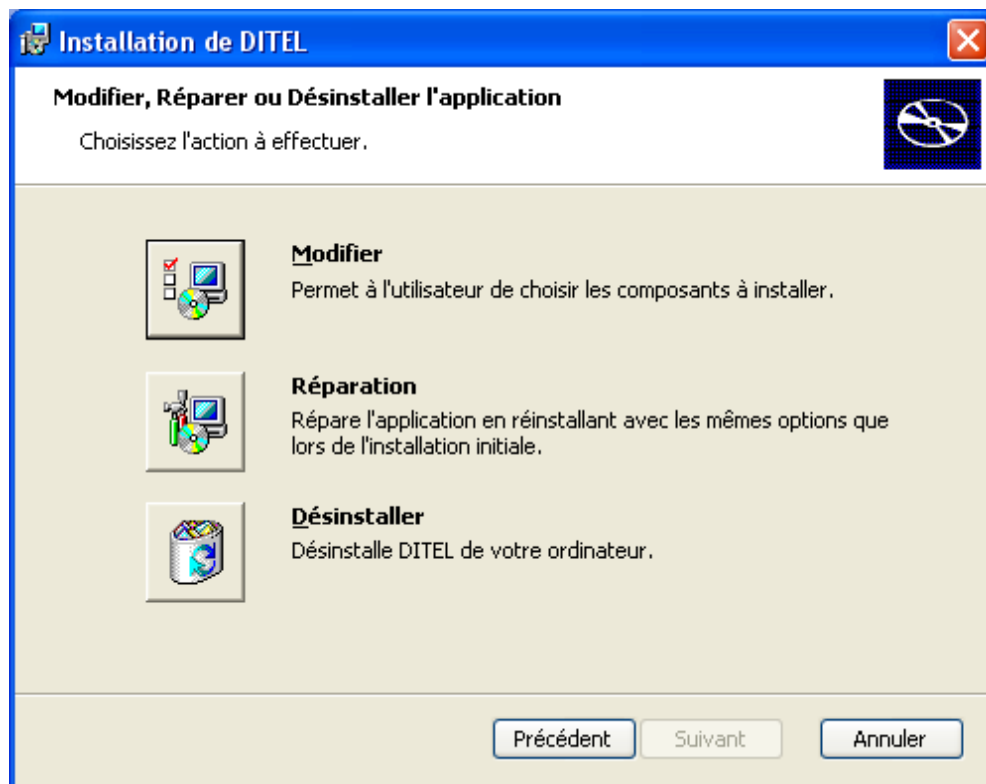 Installation de DITEL
Modifier, Réparer ou Désinstaller l'application
Choisissez l'action à effectuer.
Modifier
Permet à l'utilisateur de choisir les composants à installer.
Réparation
Répare l'application en réinstallant avec les mêmes options que
lors de l'installation initiale.
Désinstaller
Désinstalle DITEL de votre ordinateur.
Précédent
Suivant
Annuler